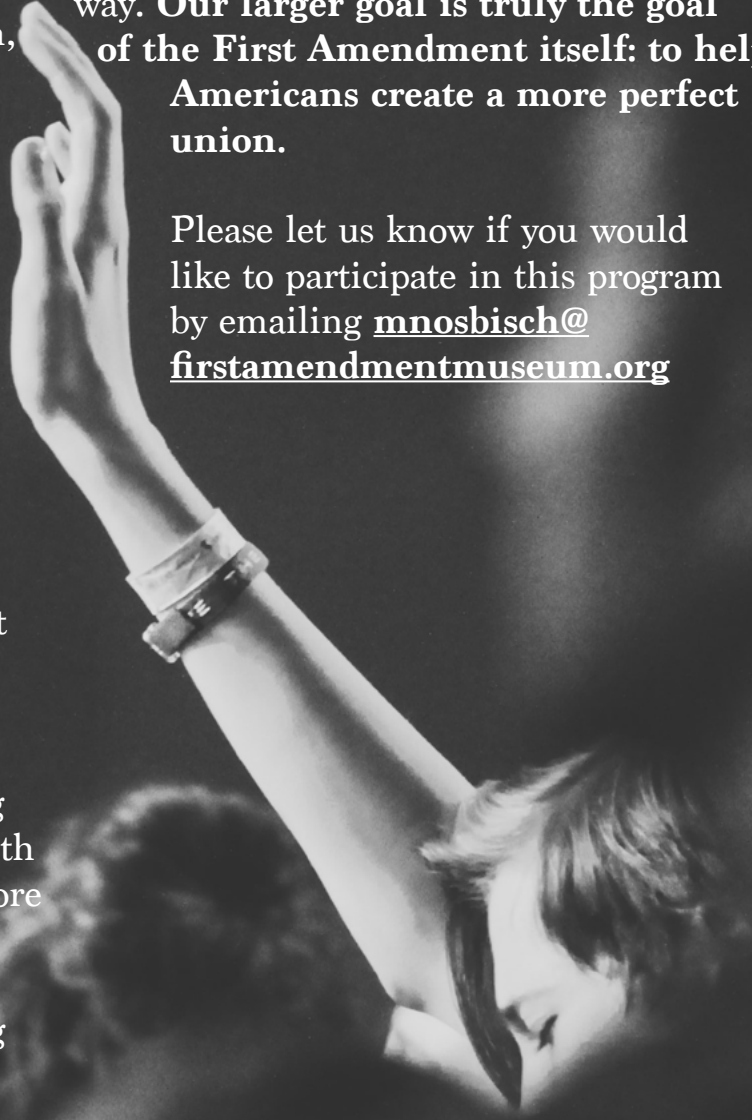 way. Our larger goal is truly the goal
of the First Amendment itself: to help
Americans create a more perfect
union.
Please let us know if you would
like to participate in this program
by emailing mnosbisch@
firstamendmentmuseum.org